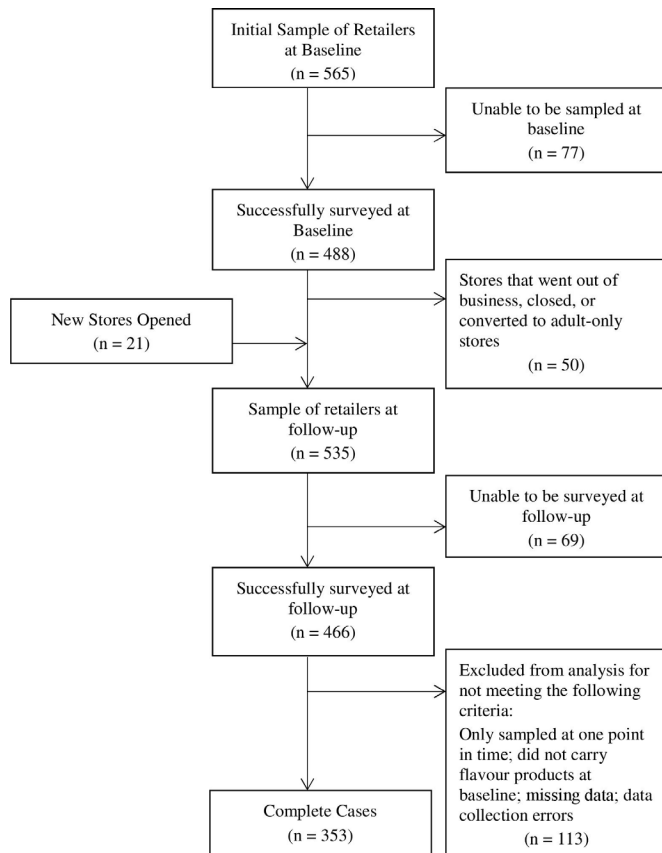 Initial Sample of Retailers
at Baseline
(n = 565)
Unable to be sampled at
baseline
(n = 77)
Successfully surveyed at
Baseline
(n = 488)
Stores that went out of
business, closed, or
converted to adult-only
stores
(n = 50)
New Stores Opened
(n = 21)
Sample of retailers at
follow-up
(n = 535)
Unable to be surveyed at
follow-up
(n = 69)
Successfully surveyed at
follow-up
(n = 466)
Excluded from analysis for
not meeting the following
criteria:
Only sampled at one point
in time; did not carry
flavour products at
baseline; missing data; data
collection errors
(n = 113)
Complete Cases
(n = 353)